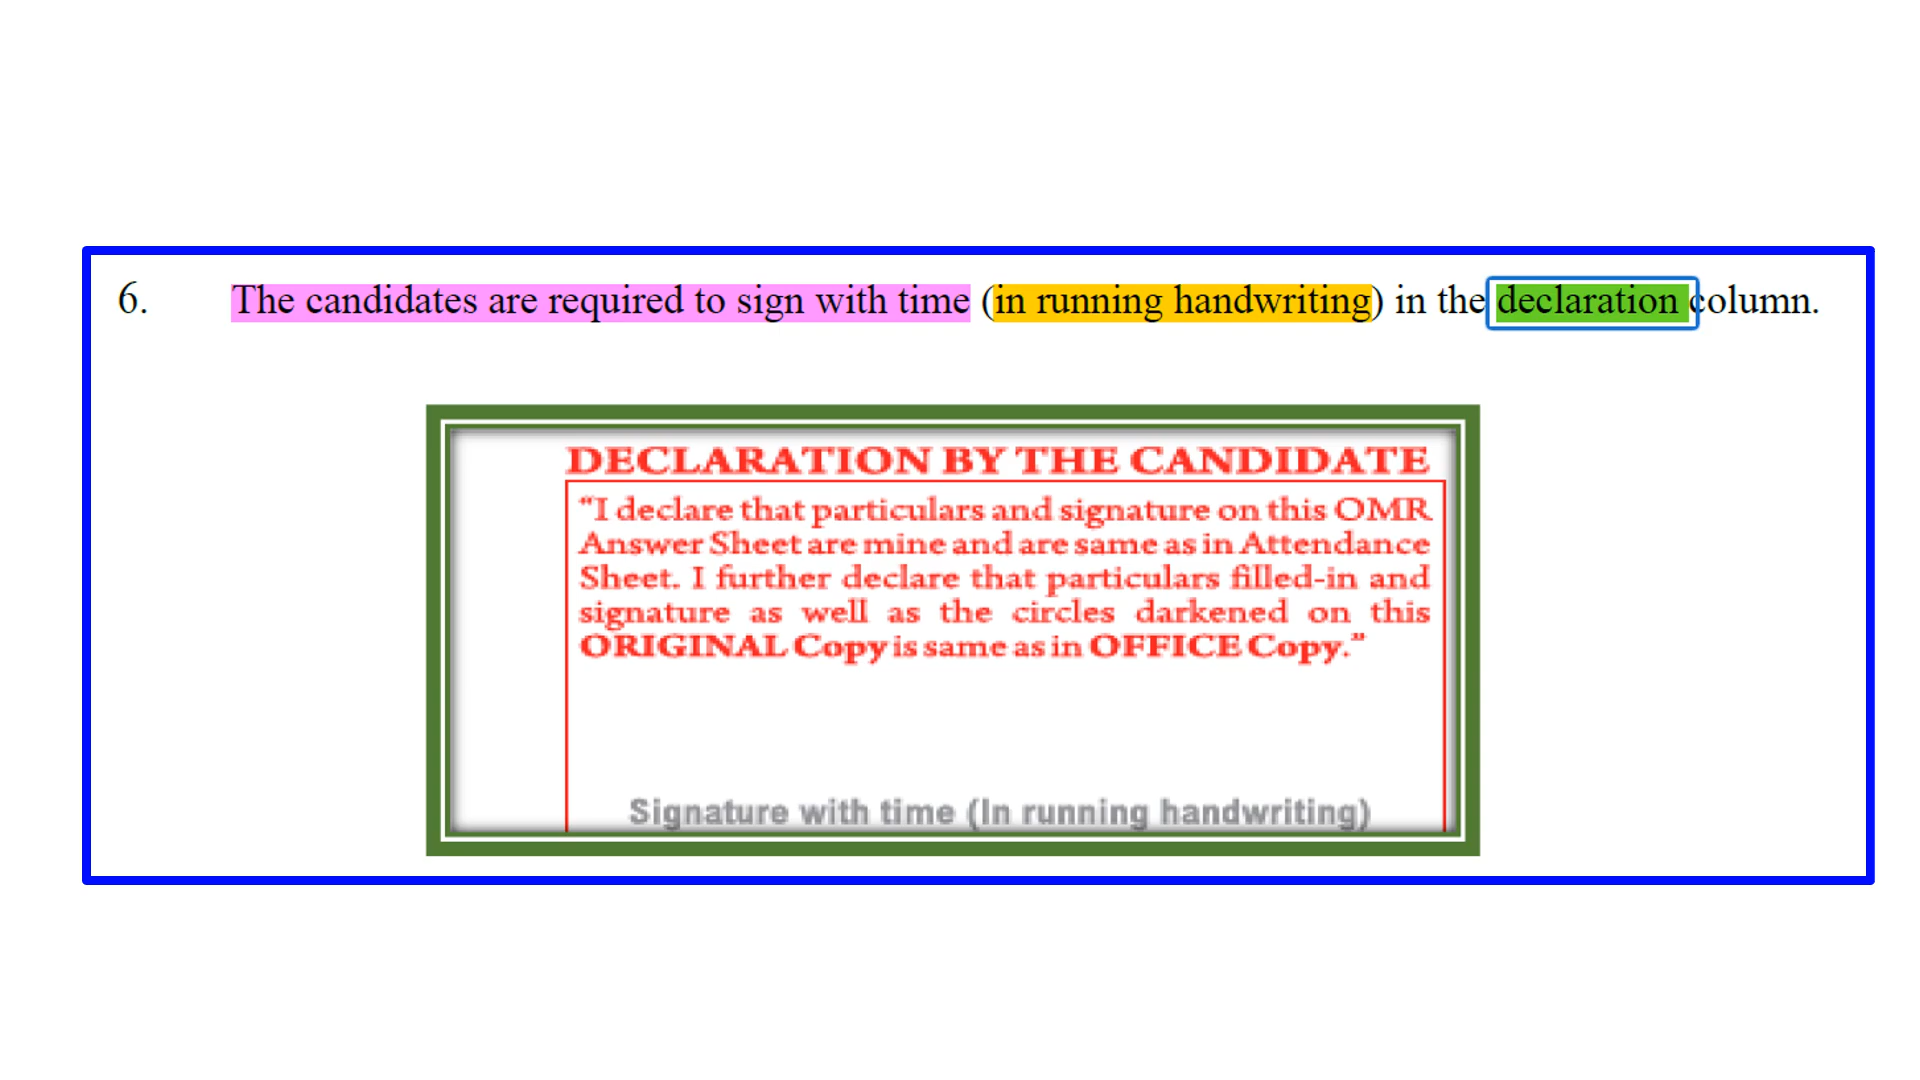 6. The candidates are required to sign with time (in running handwriting) in the declaration column.
DECLARATION BY THE CANDIDATE
“I declare that particulars and signature on this OMR
Answer Sheet are mine and are same as in Attendance
Sheet. I further declare that particulars filled-in and
signature as well as the circles darkened on this
ORIGINAL Copy is same as in OFFICE Copy.”
Signature with time (In running handwriting)